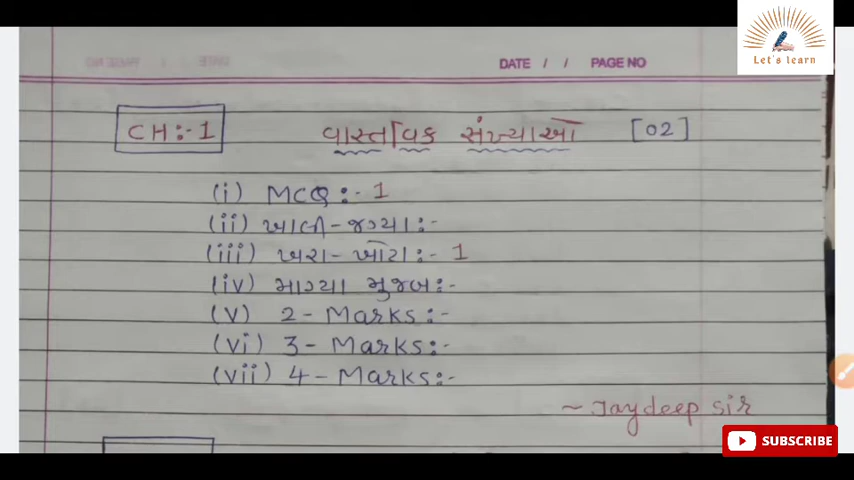 Let's learn
DATE / / PAGE NO
CH:-1 વાસ્તવિક સંખ્યાઓ [02]
(i) MCQ:- 1
(ii) ખાલી-જગ્યા:-
(iii) ખરા-ખોટા:- 1
(iv) માગ્યા મુજબ:-
(v) 2-Marks:-
(vi) 3-Marks:-
(vii) 4-Marks:-
~ Jaydeep sir
SUBSCRIBE